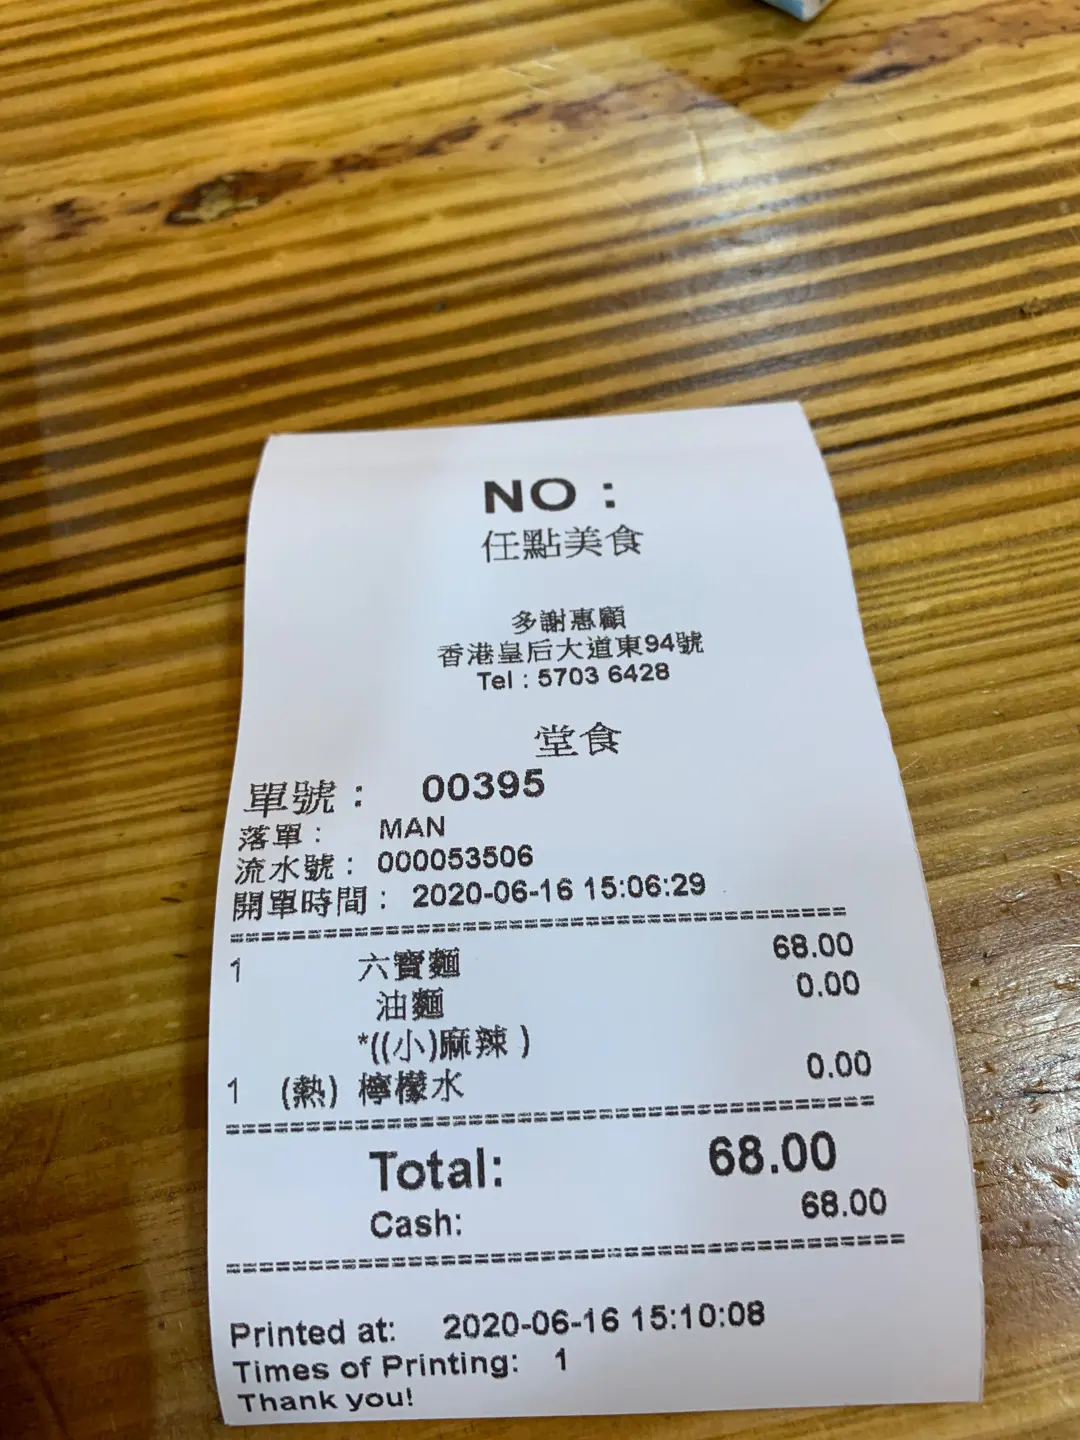 NO：
任點美食
多謝惠顧
香港皇后大道東94號
Tel : 5703 6428
堂食
單號： 00395
落單： MAN
流水號： 000053506
開單時間： 2020-06-16 15:06:29
1 六寶麵 68.00
油麵 0.00
*((小)麻辣 )
1 (熱) 檸檬水 0.00
Total: 68.00
Cash: 68.00
Printed at: 2020-06-16 15:10:08
Times of Printing: 1
Thank you!